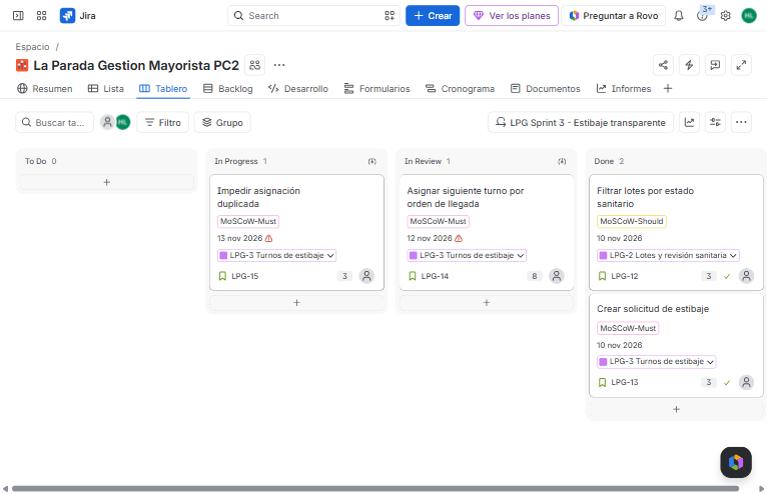 Jira
Search
Crear
Ver los planes
Preguntar a Rovo
3+
HL
Espacio /
La Parada Gestion Mayorista PC2
Resumen
Lista
Tablero
Backlog
Desarrollo
Formularios
Cronograma
Documentos
Informes
Buscar ta...
HL
Filtro
Grupo
LPG Sprint 3 - Estibaje transparente
To Do 0
In Progress 1
Impedir asignación
duplicada
MoSCoW-Must
13 nov 2026
LPG-3 Turnos de estibaje
LPG-15 3
In Review 1
Asignar siguiente turno por
orden de llegada
MoSCoW-Must
12 nov 2026
LPG-3 Turnos de estibaje
LPG-14 8
Done 2
Filtrar lotes por estado
sanitario
MoSCoW-Should
10 nov 2026
LPG-2 Lotes y revisión sanitaria
LPG-12 3
Crear solicitud de estibaje
MoSCoW-Must
10 nov 2026
LPG-3 Turnos de estibaje
LPG-13 3